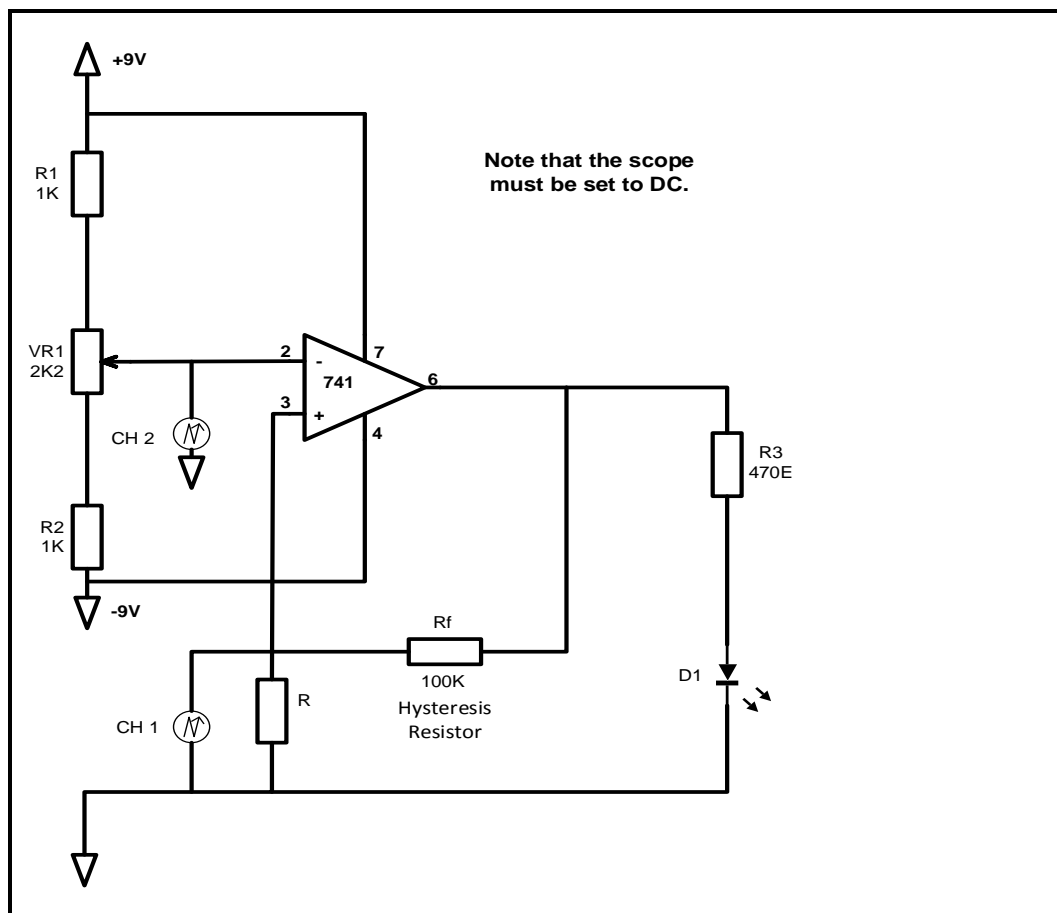 +9V
Note that the scope
must be set to DC.
R1
1K
VR1
2K2
2
-
7
741
6
3
+
4
CH 2
R3
470E
R2
1K
-9V
Rf
100K
Hysteresis
Resistor
R
CH 1
D1